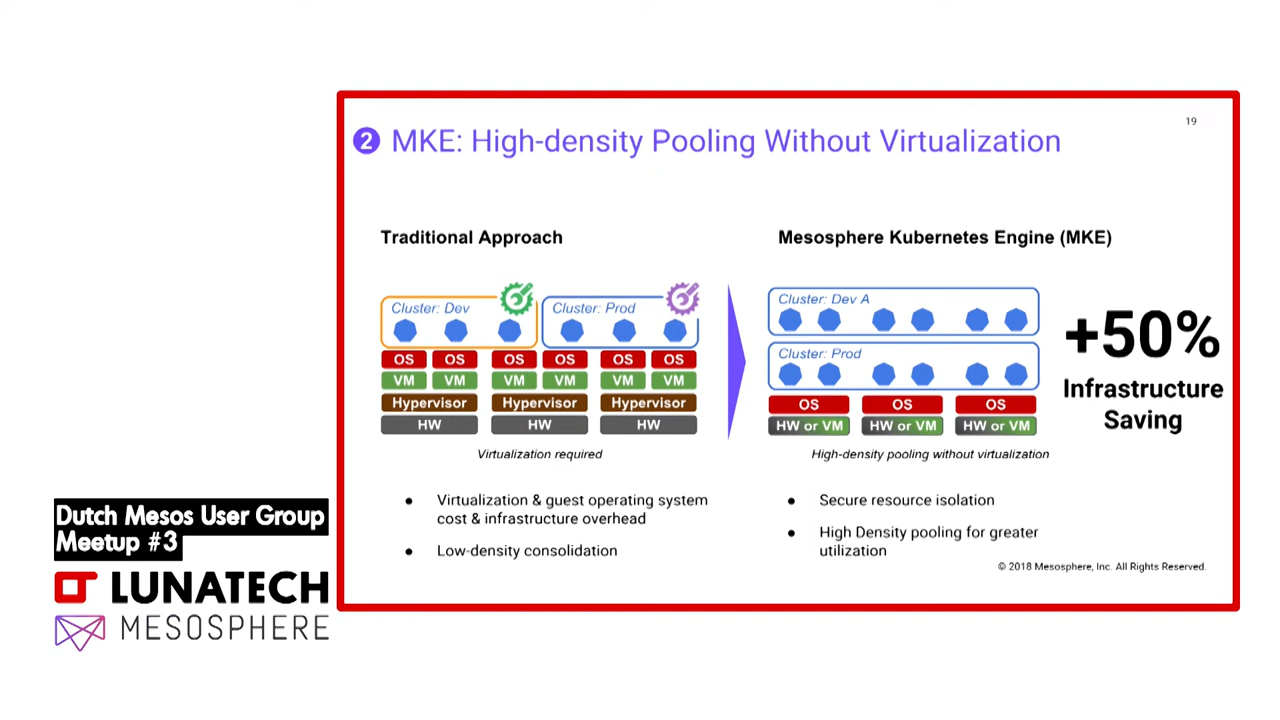 19
2 MKE: High-density Pooling Without Virtualization
Traditional Approach
Cluster: Dev
Cluster: Prod
OS OS OS OS OS OS
VM VM VM VM VM VM
Hypervisor Hypervisor Hypervisor
HW HW HW
Virtualization required
● Virtualization & guest operating system
cost & infrastructure overhead
● Low-density consolidation
Mesosphere Kubernetes Engine (MKE)
Cluster: Dev A
Cluster: Prod
OS OS OS
HW or VM HW or VM HW or VM
High-density pooling without virtualization
● Secure resource isolation
● High Density pooling for greater
utilization
+50%
Infrastructure
Saving
© 2018 Mesosphere, Inc. All Rights Reserved.
Dutch Mesos User Group
Meetup #3
LUNATECH
MESOSPHERE